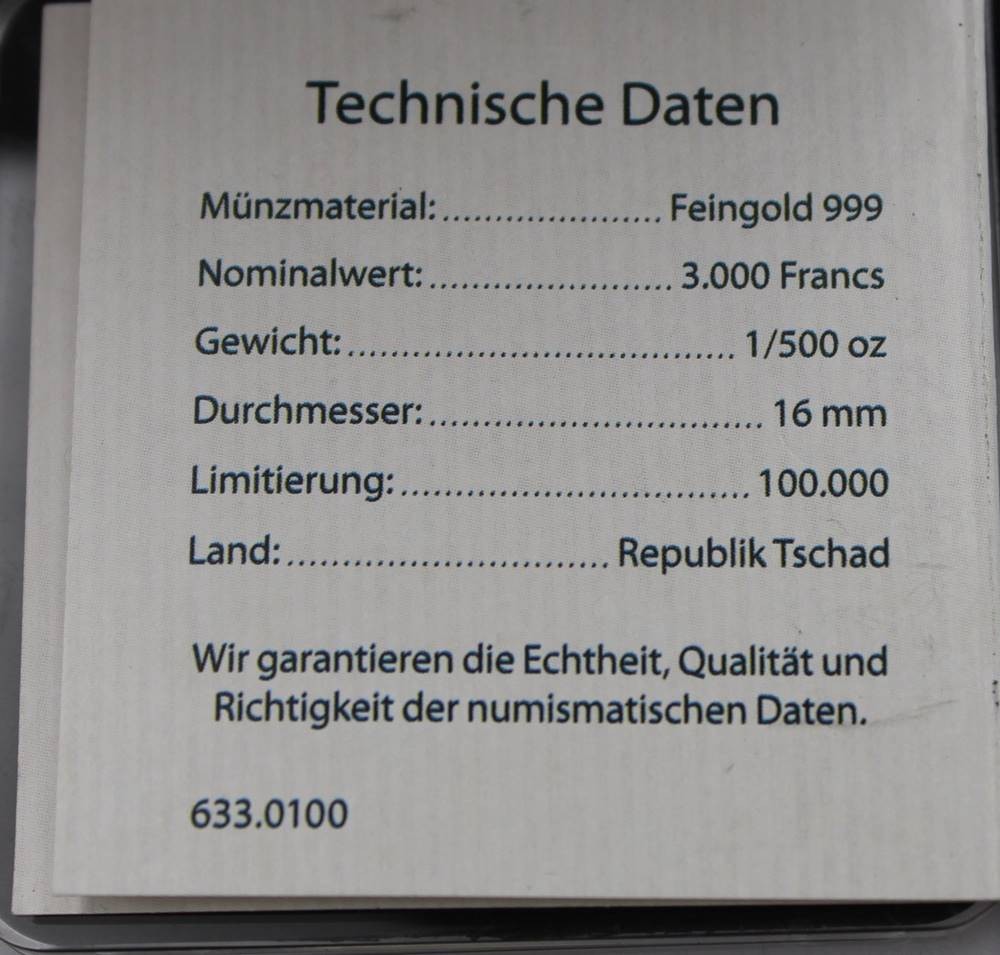 Technische Daten
Münzmaterial:..................... Feingold 999
Nominalwert:....................... 3.000 Francs
Gewicht:..................................... 1/500 oz
Durchmesser:................................ 16 mm
Limitierung:................................. 100.000
Land:.............................. Republik Tschad
Wir garantieren die Echtheit, Qualität und
Richtigkeit der numismatischen Daten.
633.0100